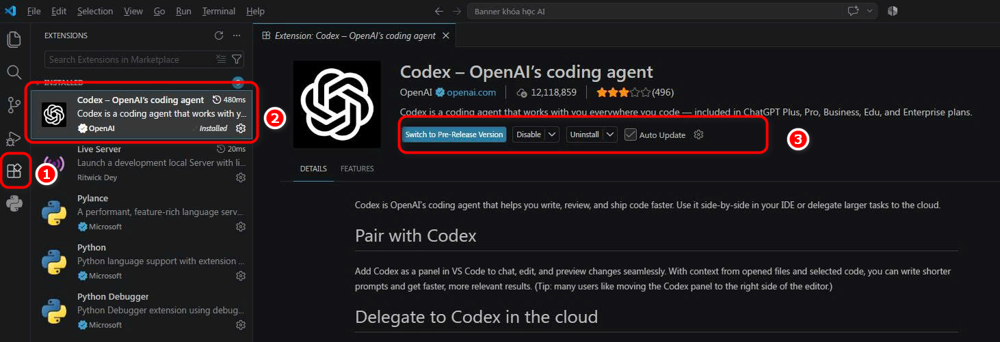 File Edit Selection View Go Run Terminal Help
Banner khóa học AI
EXTENSIONS
Search Extensions in Marketplace
INSTALLED
Codex – OpenAI's coding agent 480ms
Codex is a coding agent that works with y...
OpenAI Installed
2
Live Server 20ms
Launch a development local Server with li...
Ritwick Dey
1
Pylance
A performant, feature-rich language serv...
Microsoft
Python
Python language support with extension ...
Microsoft
Python Debugger
Python Debugger extension using debug...
Microsoft
Extension: Codex – OpenAI's coding agent
Codex – OpenAI's coding agent
OpenAI openai.com 12,118,859 (496)
Codex is a coding agent that works with you everywhere you code — included in ChatGPT Plus, Pro, Business, Edu, and Enterprise plans.
Switch to Pre-Release Version Disable Uninstall Auto Update
3
DETAILS FEATURES
Codex is OpenAI's coding agent that helps you write, review, and ship code faster. Use it side-by-side in your IDE or delegate larger tasks to the cloud.
Pair with Codex
Add Codex as a panel in VS Code to chat, edit, and preview changes seamlessly. With context from opened files and selected code, you can write shorter
prompts and get faster, more relevant results. (Tip: many users like moving the Codex panel to the right side of the editor.)
Delegate to Codex in the cloud